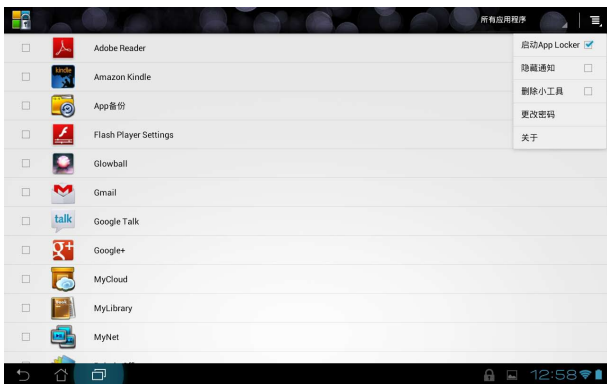 所有应用程序
启动App Locker
隐藏通知
删除小工具
更改密码
关于
Adobe Reader
kindle
Amazon Kindle
App备份
Flash Player Settings
Glowball
Gmail
talk
Google Talk
Google+
MyCloud
MyLibrary
MyNet
12:58